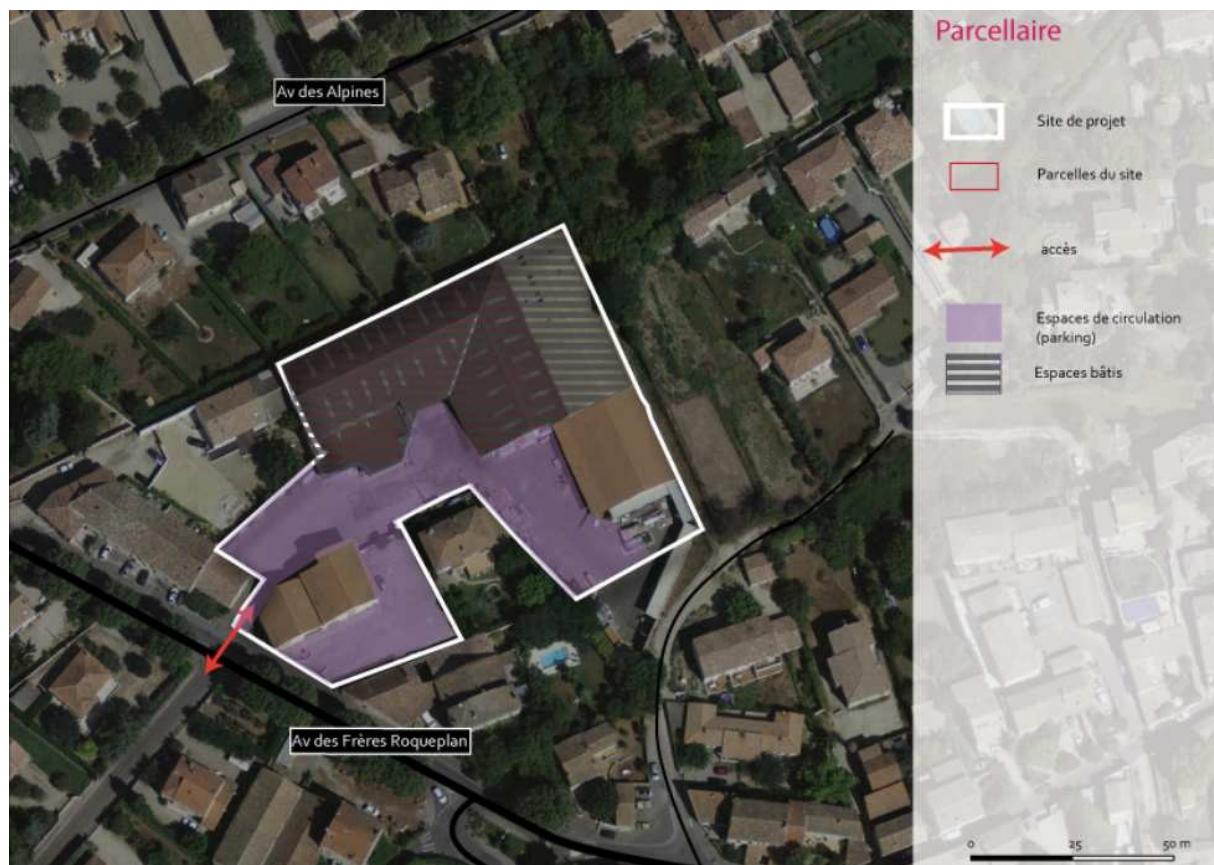 Parcellaire
Av des Alpines
Site de projet
Parcelles du site
accès
Espaces de circulation
(parking)
Espaces bâtis
Av des Frères Roqueplan
0 25 50 m